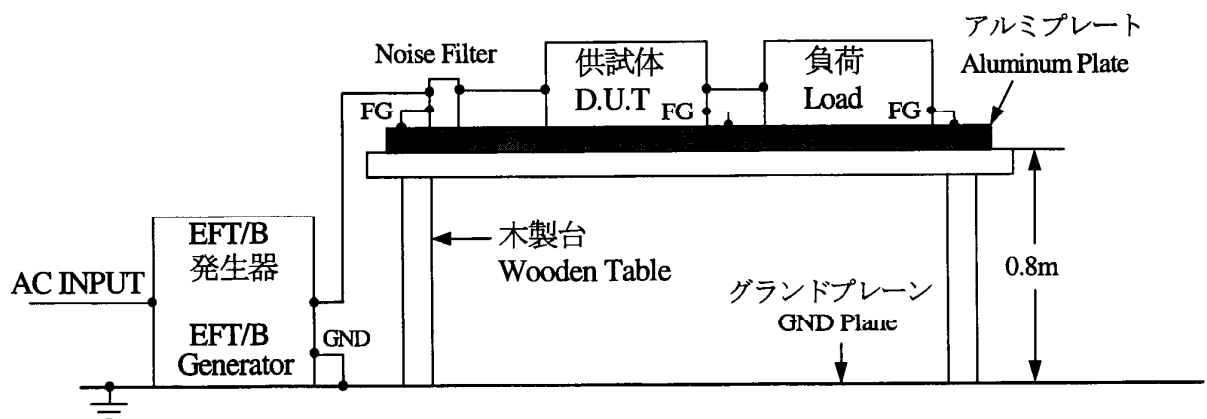 アルミプレート
Aluminum Plate
Noise Filter
供試体
D.U.T
負荷
Load
FG
FG
FG
木製台
Wooden Table
0.8m
グランドプレーン
GND Plane
EFT/B
発生器
AC INPUT
EFT/B
Generator
GND